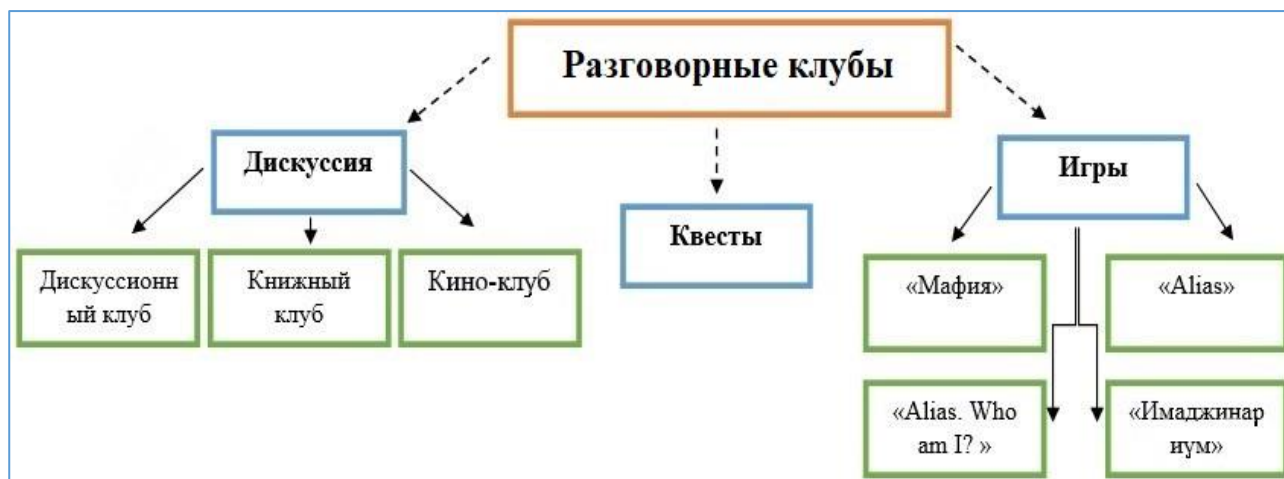 Разговорные клубы
Дискуссия
Игры
Квесты
Дискуссионн
ый клуб
Книжный
клуб
Кино-клуб
«Мафия»
«Alias»
«Alias. Who
am I? »
«Имаджинар
иум»